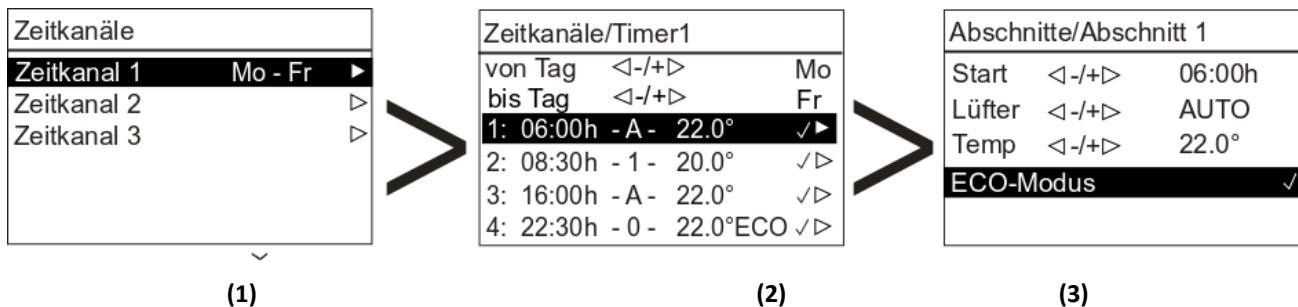 Zeitkanäle
Zeitkanal 1 Mo - Fr ▶
Zeitkanal 2 ▷
Zeitkanal 3 ▷
(1)
Zeitkanäle/Timer1
von Tag ◁-/+▷ Mo
bis Tag ◁-/+▷ Fr
1: 06:00h - A - 22.0° ✓▶
2: 08:30h - 1 - 20.0° ✓▷
3: 16:00h - A - 22.0° ✓▷
4: 22:30h - 0 - 22.0°ECO ✓▷
(2)
Abschnitte/Abschnitt 1
Start ◁-/+▷ 06:00h
Lüfter ◁-/+▷ AUTO
Temp ◁-/+▷ 22.0°
ECO-Modus ✓
(3)